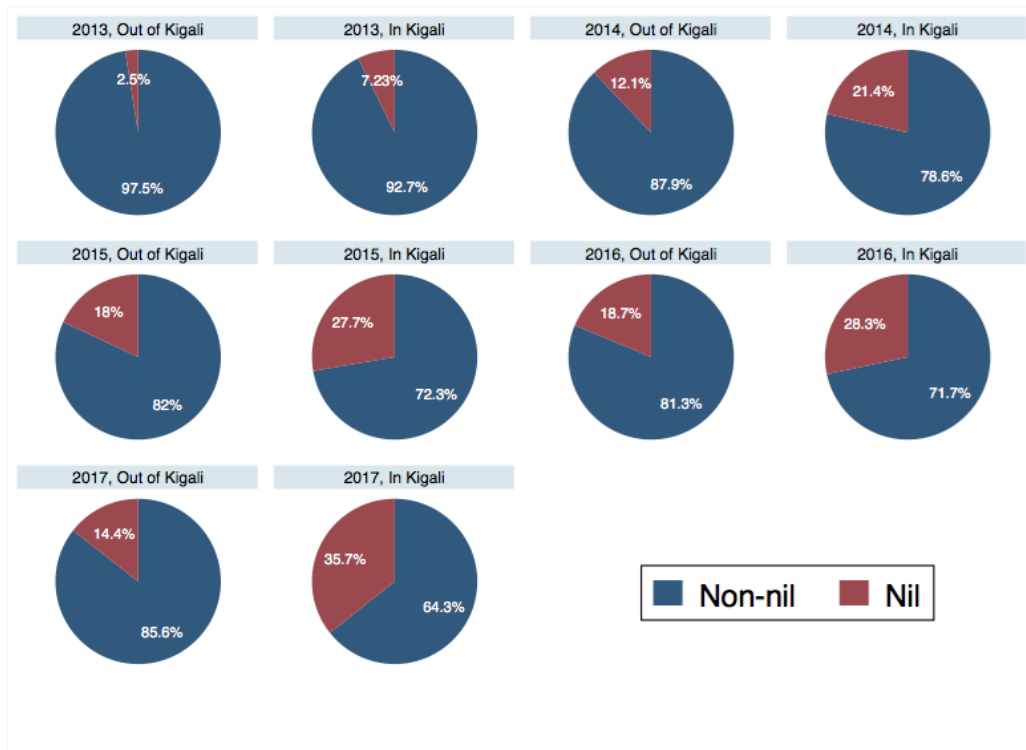 2013, Out of Kigali
2.5%
97.5%
2013, In Kigali
7.23%
92.7%
2014, Out of Kigali
12.1%
87.9%
2014, In Kigali
21.4%
78.6%
2015, Out of Kigali
18%
82%
2015, In Kigali
27.7%
72.3%
2016, Out of Kigali
18.7%
81.3%
2016, In Kigali
28.3%
71.7%
2017, Out of Kigali
14.4%
85.6%
2017, In Kigali
35.7%
64.3%
Non-nil
Nil